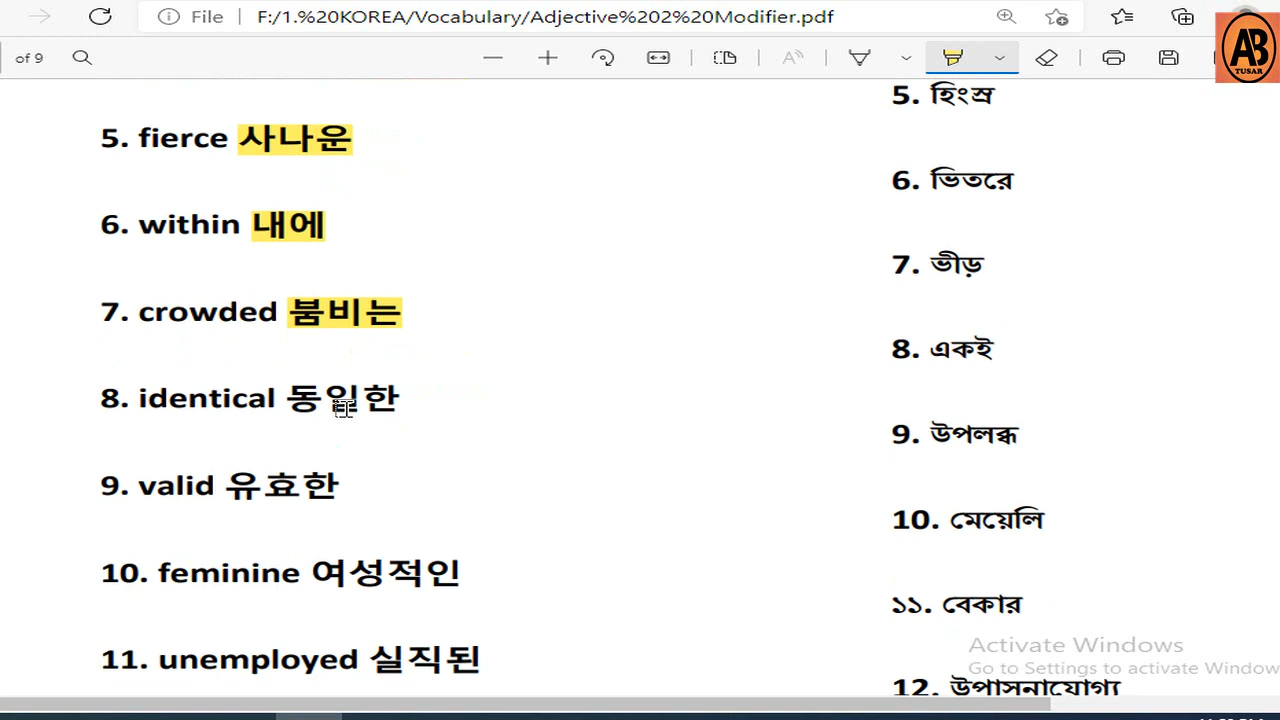 File F:/1.%20KOREA/Vocabulary/Adjective%202%20Modifier.pdf
of 9
AB
TUSAR
5. fierce 사나운
6. within 내에
7. crowded 붐비는
8. identical 동일한
9. valid 유효한
10. feminine 여성적인
11. unemployed 실직된
5. হিংস্র
6. ভিতরে
7. ভীড়
8. একই
9. উপলব্ধ
10. মেয়েলি
১১. বেকার
12. উপাসনাযোগ্য
Activate Windows
Go to Settings to activate Window